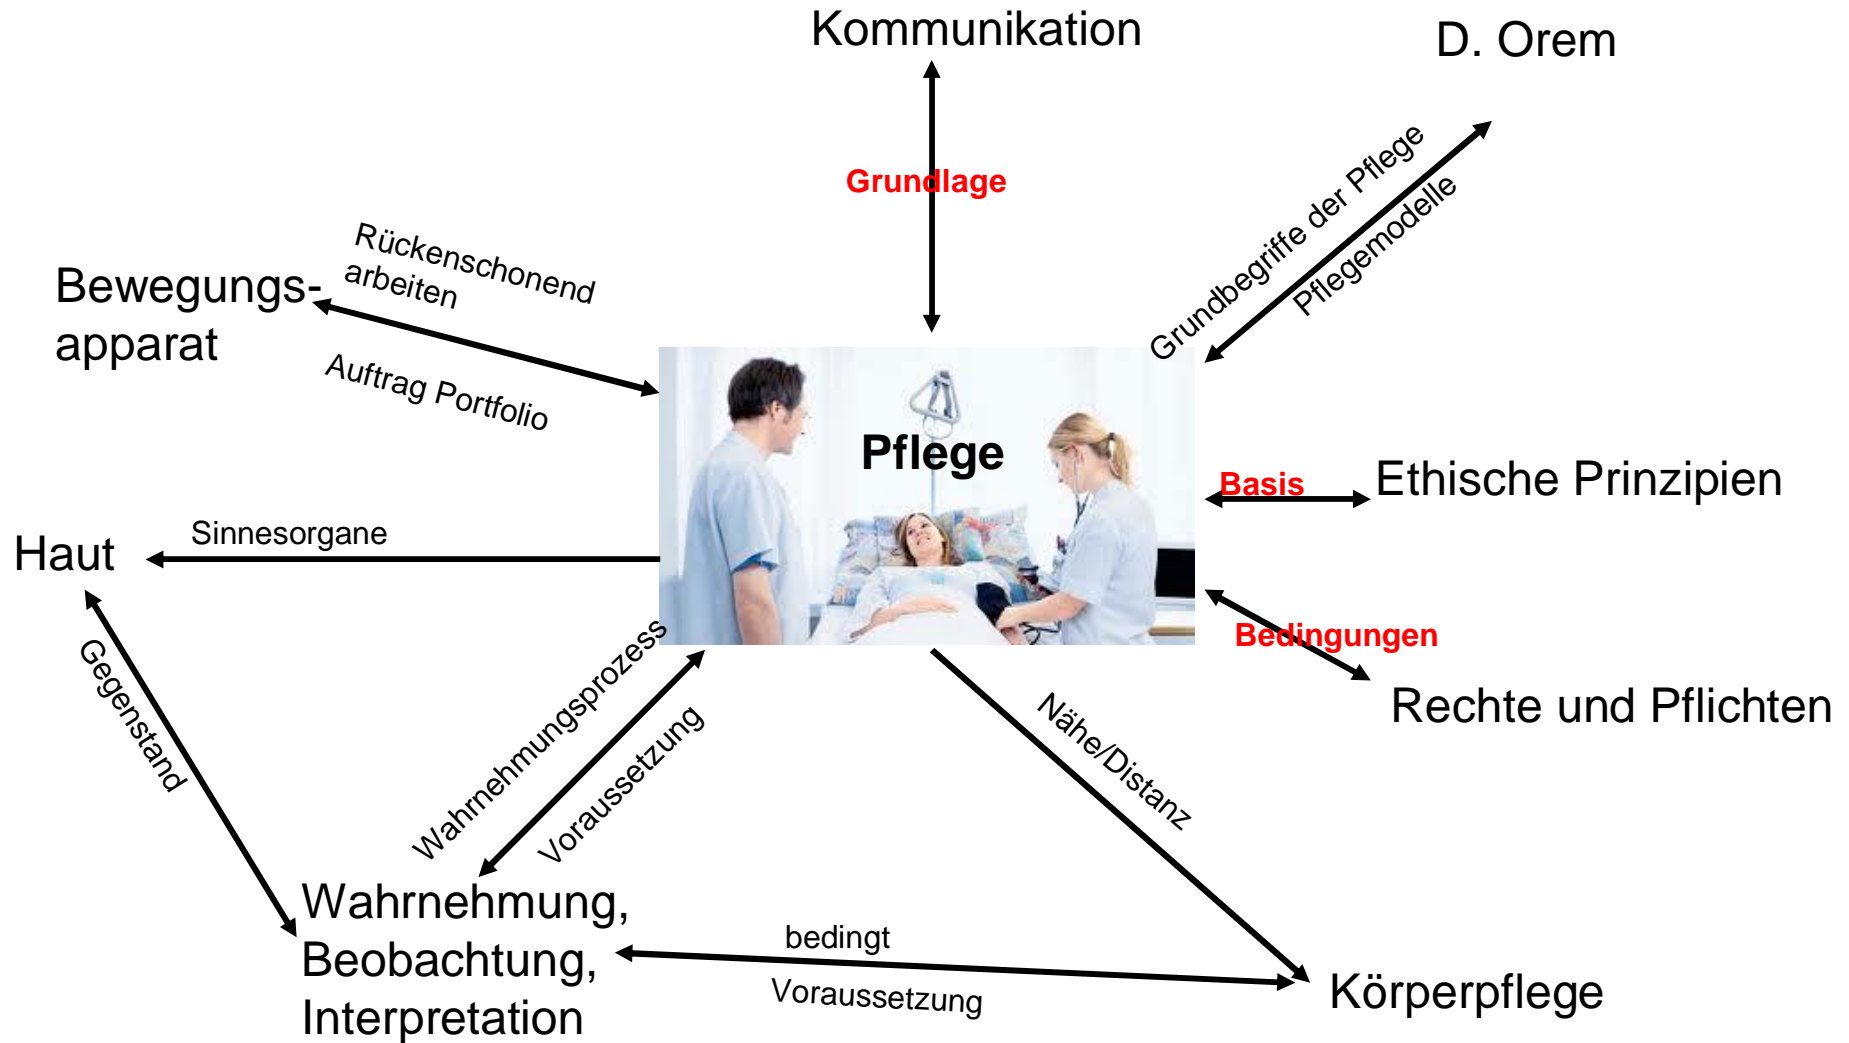 Kommunikation
D. Orem
Grundlage
Grundbegriffe der Pflege
Pflegemodelle
Rückenschonend
arbeiten
Bewegungs-
apparat
Auftrag Portfolio
Pflege
Basis
Ethische Prinzipien
Sinnesorgane
Haut
Bedingungen
Rechte und Pflichten
Gegenstand
Wahrnehmungsprozess
Voraussetzung
Nähe/Distanz
Wahrnehmung,
Beobachtung,
Interpretation
bedingt
Voraussetzung
Körperpflege